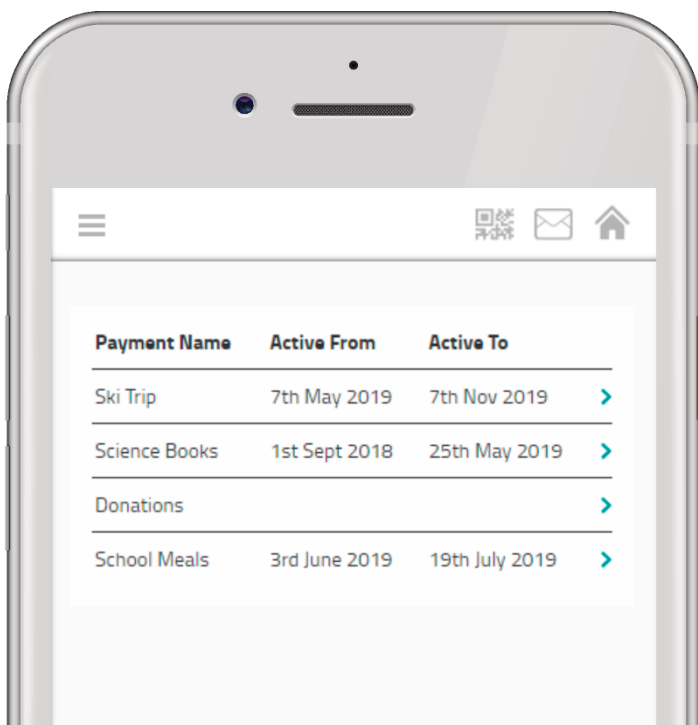 Payment Name Active From Active To
Ski Trip 7th May 2019 7th Nov 2019
Science Books 1st Sept 2018 25th May 2019
Donations
School Meals 3rd June 2019 19th July 2019